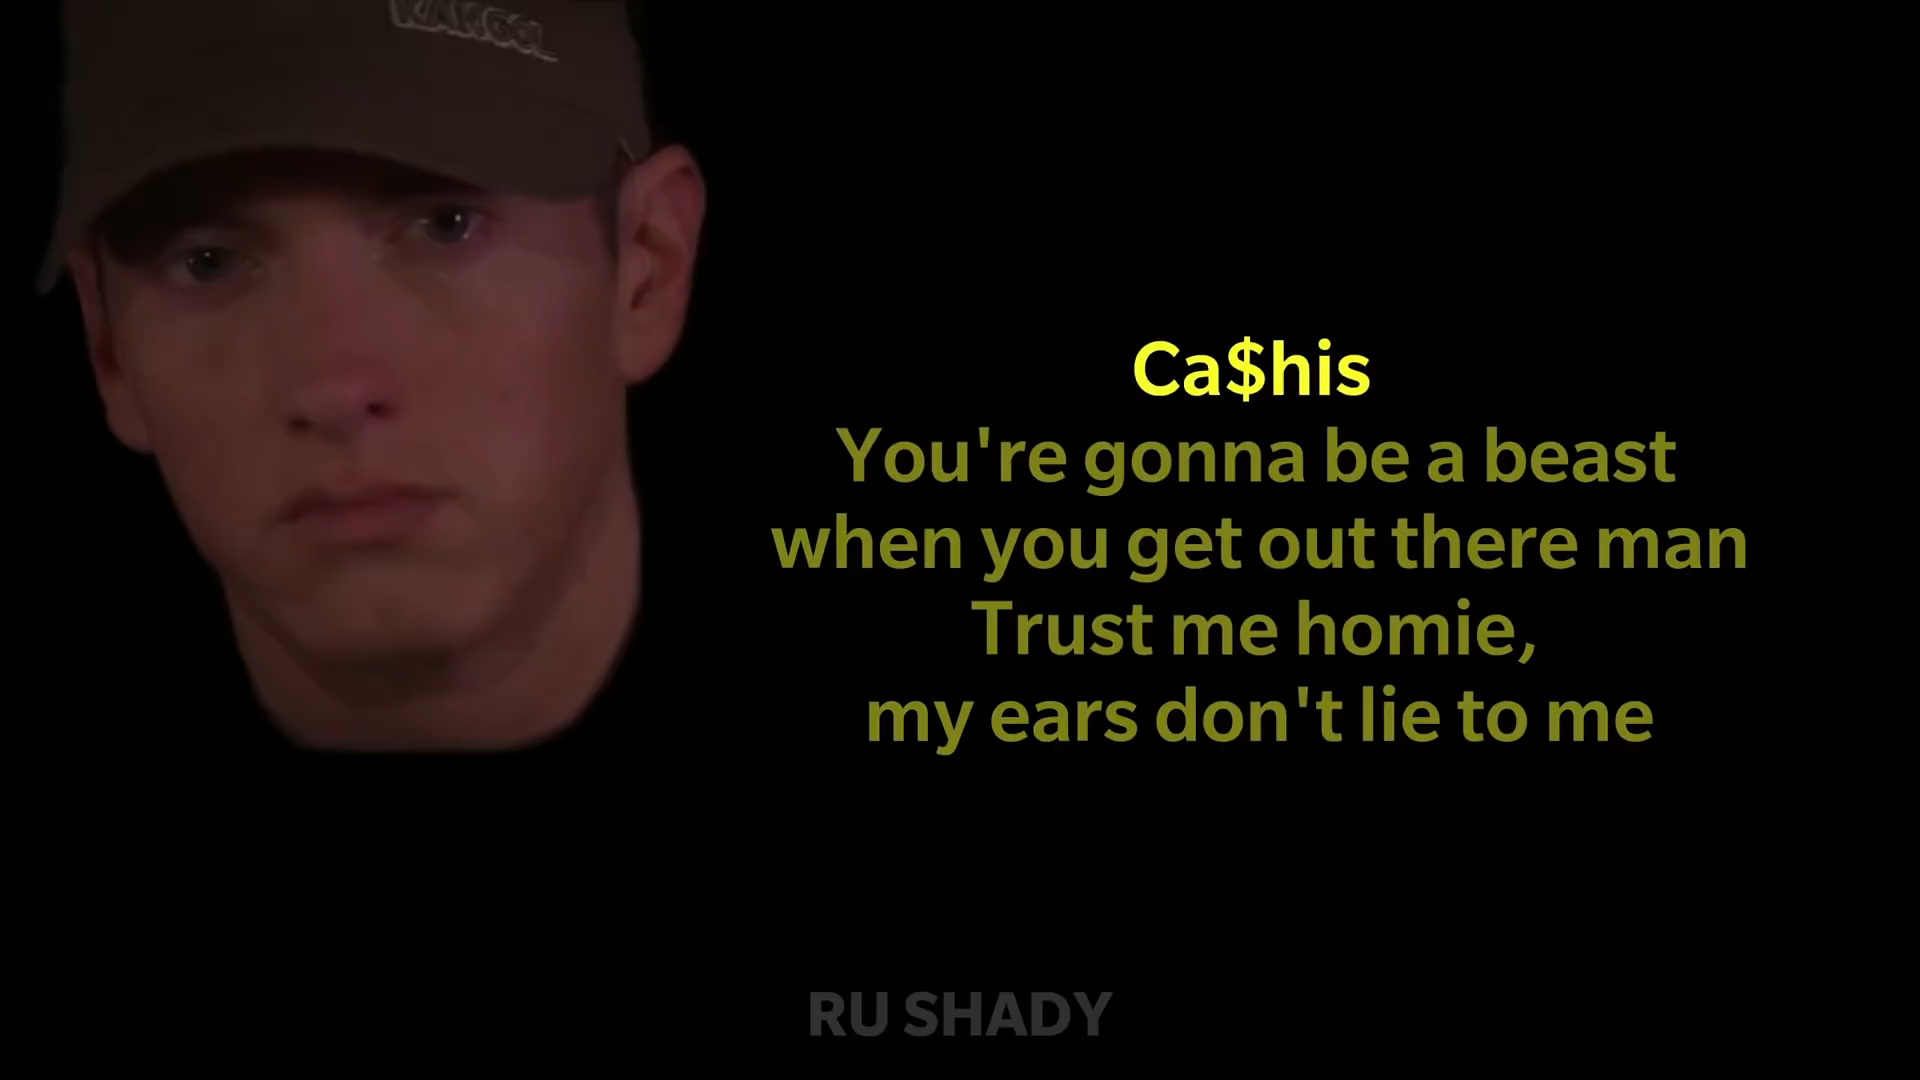 KANGOL
Ca$his
You're gonna be a beast
when you get out there man
Trust me homie,
my ears don't lie to me
RU SHADY